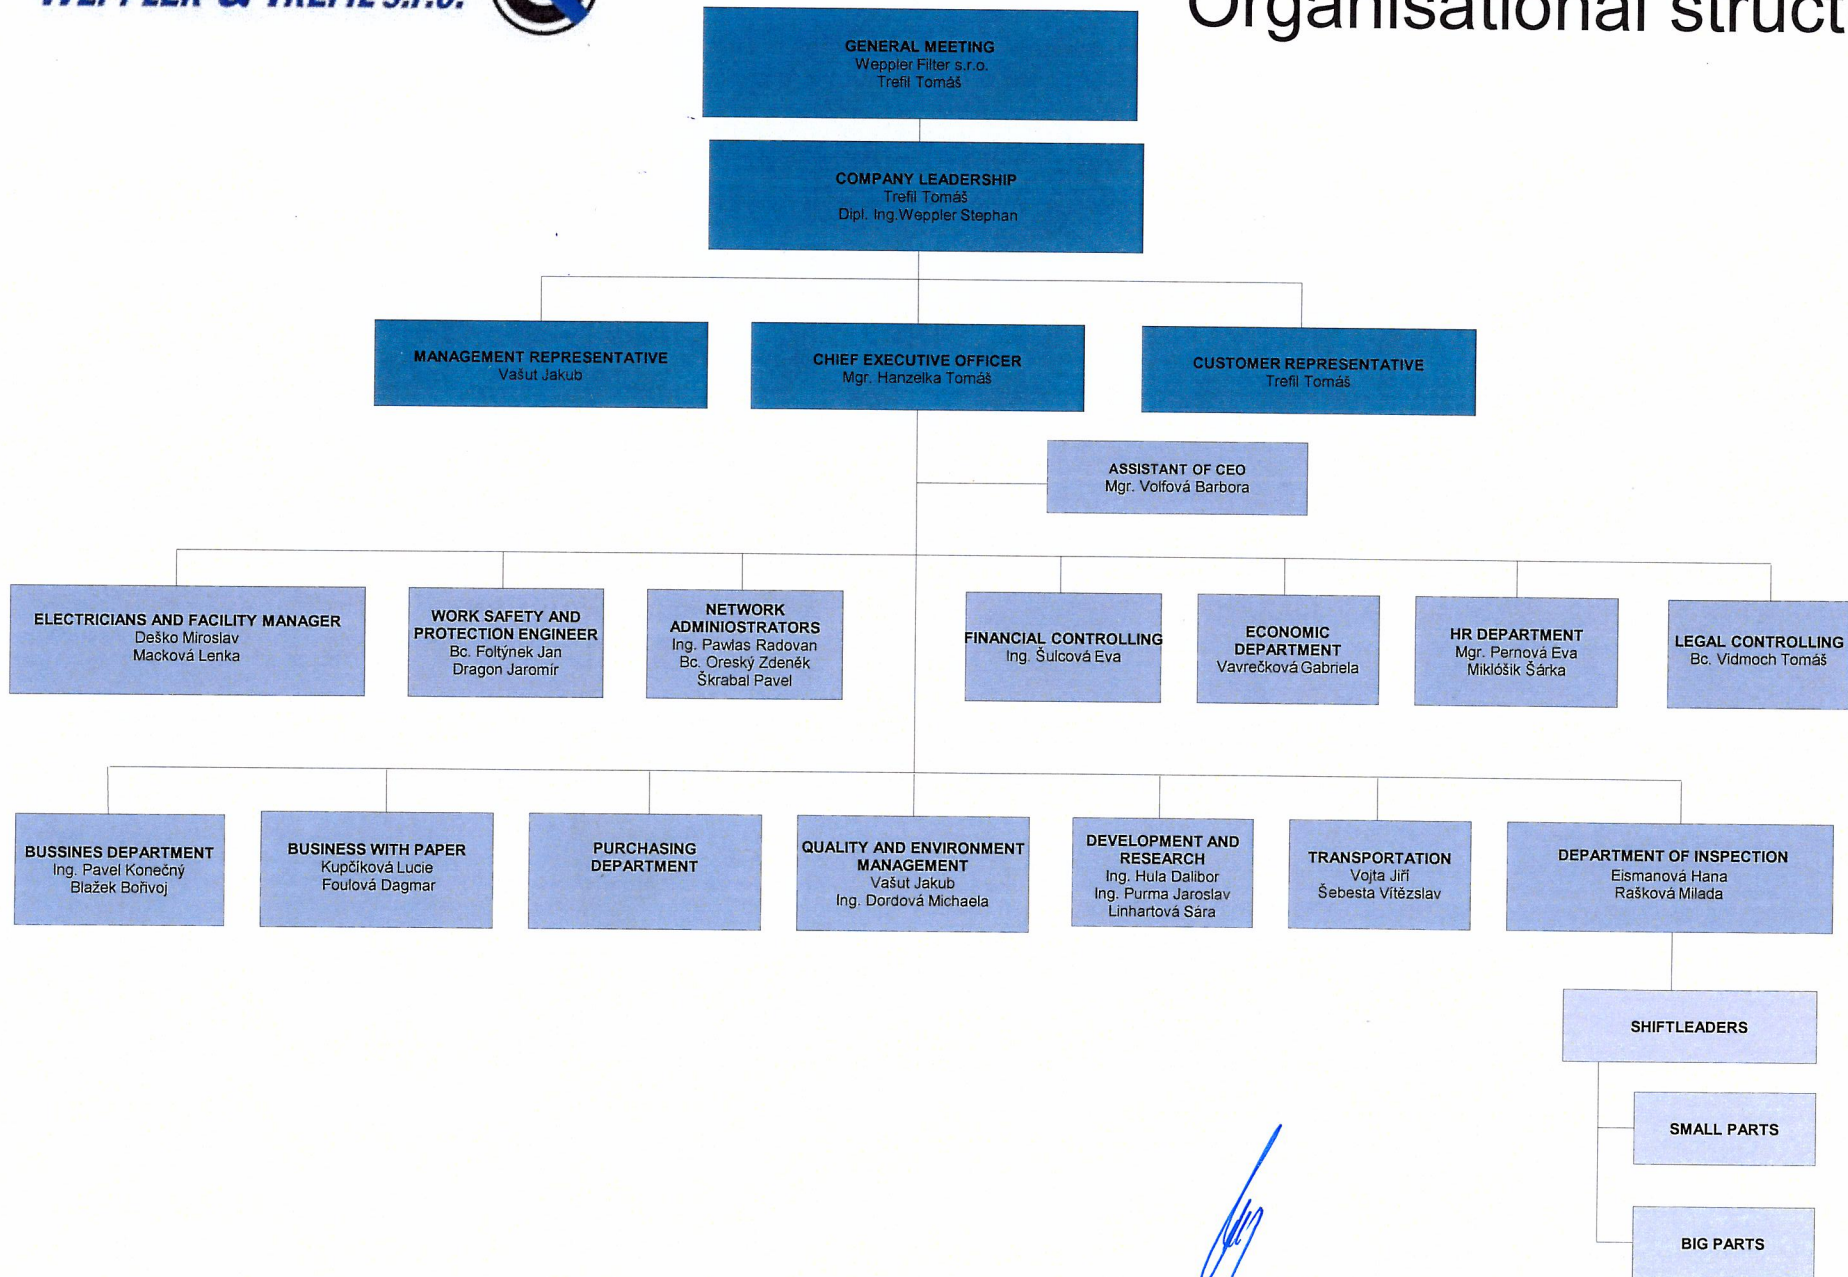 WEPPLER & TREFIL s.r.o.
Organisational struct
GENERAL MEETING
Weppler Filter s.r.o.
Trefil Tomáš
COMPANY LEADERSHIP
Trefil Tomáš
Dipl. Ing.Weppler Stephan
MANAGEMENT REPRESENTATIVE
Vašut Jakub
CHIEF EXECUTIVE OFFICER
Mgr. Hanzelka Tomáš
CUSTOMER REPRESENTATIVE
Trefil Tomáš
ASSISTANT OF CEO
Mgr. Volfová Barbora
ELECTRICIANS AND FACILITY MANAGER
Deško Miroslav
Macková Lenka
WORK SAFETY AND
PROTECTION ENGINEER
Bc. Foltýnek Jan
Dragon Jaromír
NETWORK
ADMINIOSTRATORS
Ing. Pawlas Radovan
Bc. Oreský Zdeněk
Škrabal Pavel
FINANCIAL CONTROLLING
Ing. Šulcová Eva
ECONOMIC
DEPARTMENT
Vavrečková Gabriela
HR DEPARTMENT
Mgr. Pernová Eva
Miklóšik Šárka
LEGAL CONTROLLING
Bc. Vidmoch Tomáš
BUSSINES DEPARTMENT
Ing. Pavel Konečný
Blažek Bořivoj
BUSINESS WITH PAPER
Kupčíková Lucie
Foulová Dagmar
PURCHASING
DEPARTMENT
QUALITY AND ENVIRONMENT
MANAGEMENT
Vašut Jakub
Ing. Dordová Michaela
DEVELOPMENT AND
RESEARCH
Ing. Hula Dalibor
Ing. Purma Jaroslav
Linhartová Sára
TRANSPORTATION
Vojta Jiří
Šebesta Vítězslav
DEPARTMENT OF INSPECTION
Eismanová Hana
Rašková Milada
SHIFTLEADERS
SMALL PARTS
BIG PARTS